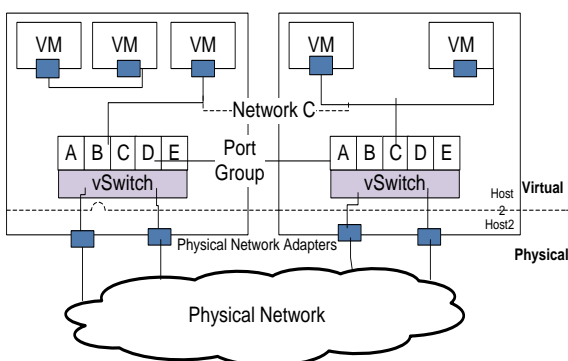 VM
VM
VM
VM
VM
Network C
A B C D E
Port
Group
A B C D E
vSwitch
vSwitch
Host
2
Virtual
Host2
Physical Network Adapters
Physical
Physical Network